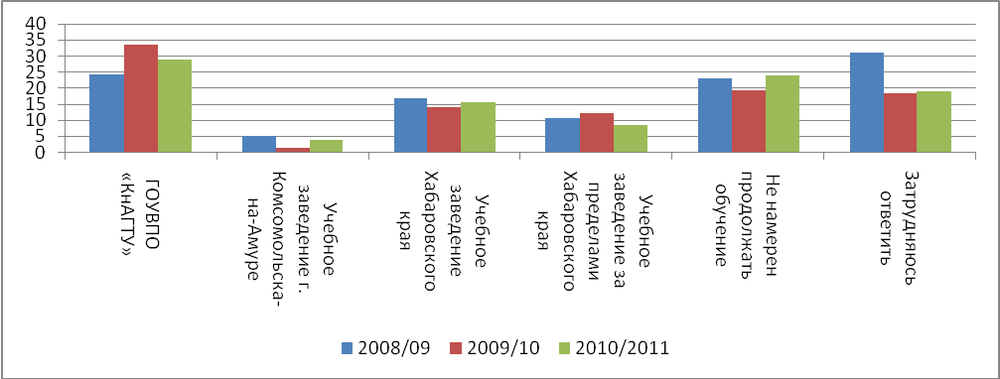 40
35
30
25
20
15
10
5
0
ГОУВПО
«КнАГТУ»
Учебное
заведение г.
Комсомольска-
на-Амуре
Учебное
заведение
Хабаровского
края
Учебное
заведение за
пределами
Хабаровского
края
Не намерен
продолжать
обучение
Затрудняюсь
ответить
2008/09
2009/10
2010/2011